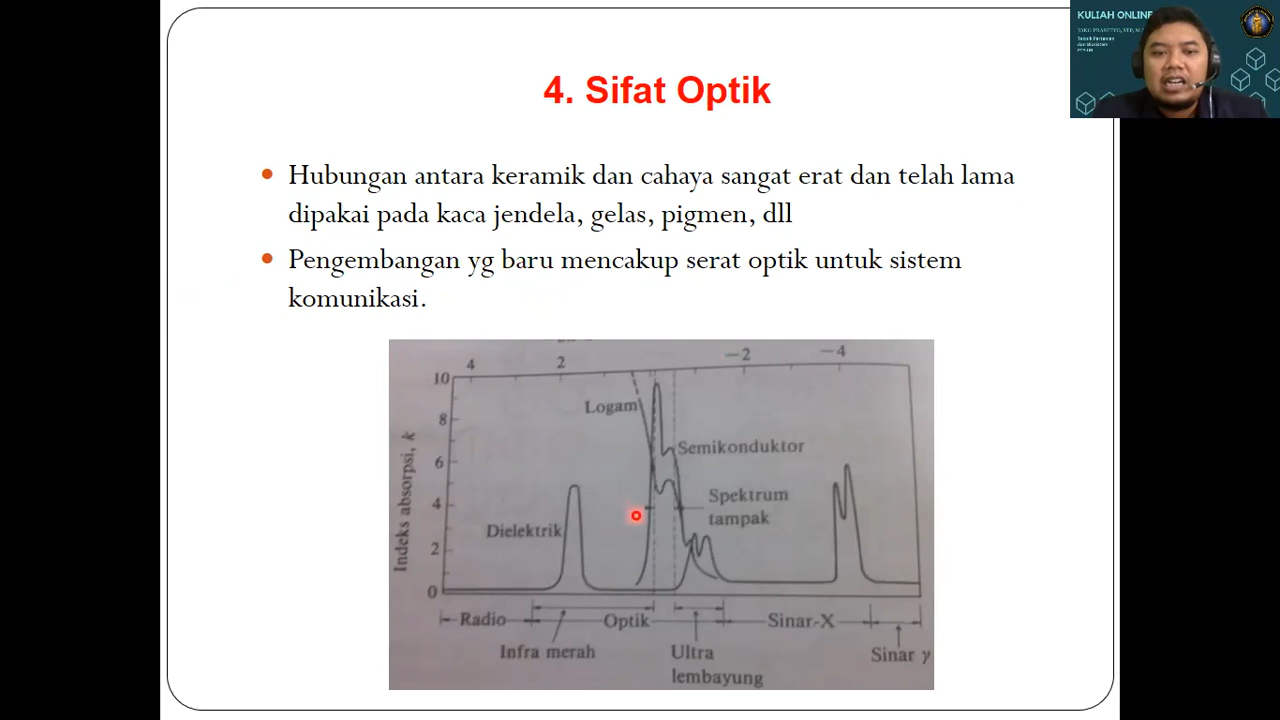 KULIAH ONLINE
4. Sifat Optik
Hubungan antara keramik dan cahaya sangat erat dan telah lama
dipakai pada kaca jendela, gelas, pigmen, dll
Pengembangan yg baru mencakup serat optik untuk sistem
komunikasi.
4 2 −2 −4
10
8
6
4
2
0
Indeks absorpsi, k
Logam
Semikonduktor
Spektrum
tampak
Dielektrik
Radio
Optik
Sinar-X
Infra merah
Ultra
lembayung
Sinar γ